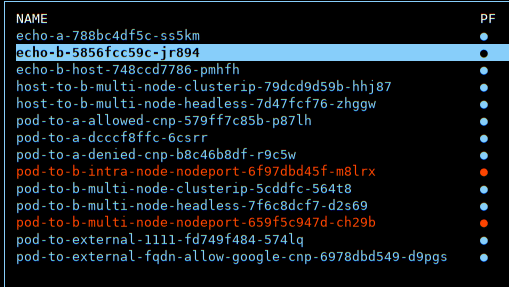 NAME PF
echo-a-788bc4df5c-ss5km ●
echo-b-5856fcc59c-jr894 ●
echo-b-host-748ccd7786-pmhfh ●
host-to-b-multi-node-clusterip-79dcd9d59b-hhj87 ●
host-to-b-multi-node-headless-7d47fcf76-zhggw ●
pod-to-a-allowed-cnp-579ff7c85b-p87lh ●
pod-to-a-dcccf8ffc-6csrr ●
pod-to-a-denied-cnp-b8c46b8df-r9c5w ●
pod-to-b-intra-node-nodeport-6f97dbd45f-m8lrx ●
pod-to-b-multi-node-clusterip-5cddfc-564t8 ●
pod-to-b-multi-node-headless-7f6c8dcf7-d2s69 ●
pod-to-b-multi-node-nodeport-659f5c947d-ch29b ●
pod-to-external-1111-fd749f484-574lq ●
pod-to-external-fqdn-allow-google-cnp-6978dbd549-d9pgs ●